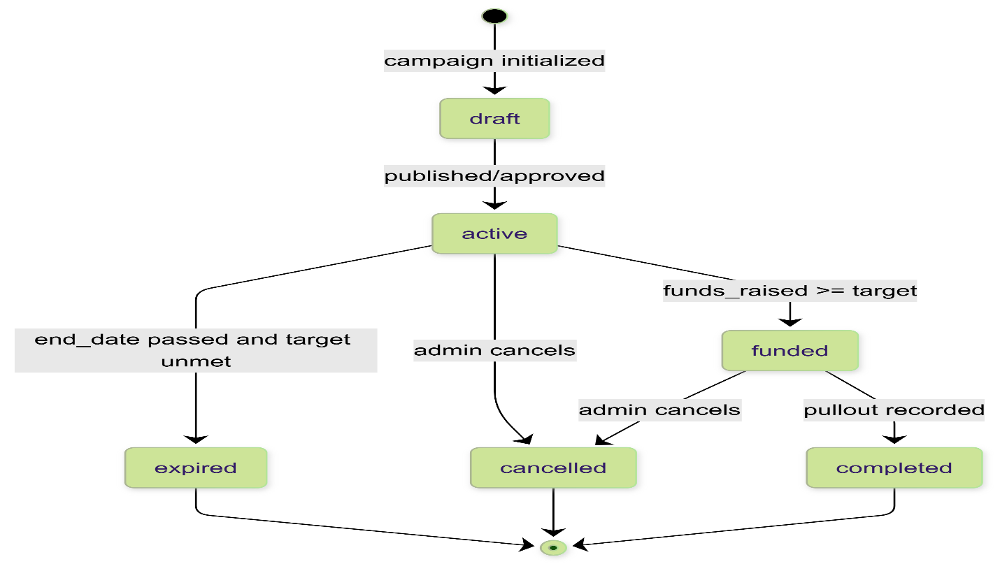 campaign initialized
draft
published/approved
active
funds_raised >= target
end_date passed and target
unmet
admin cancels
funded
admin cancels
pullout recorded
expired
cancelled
completed